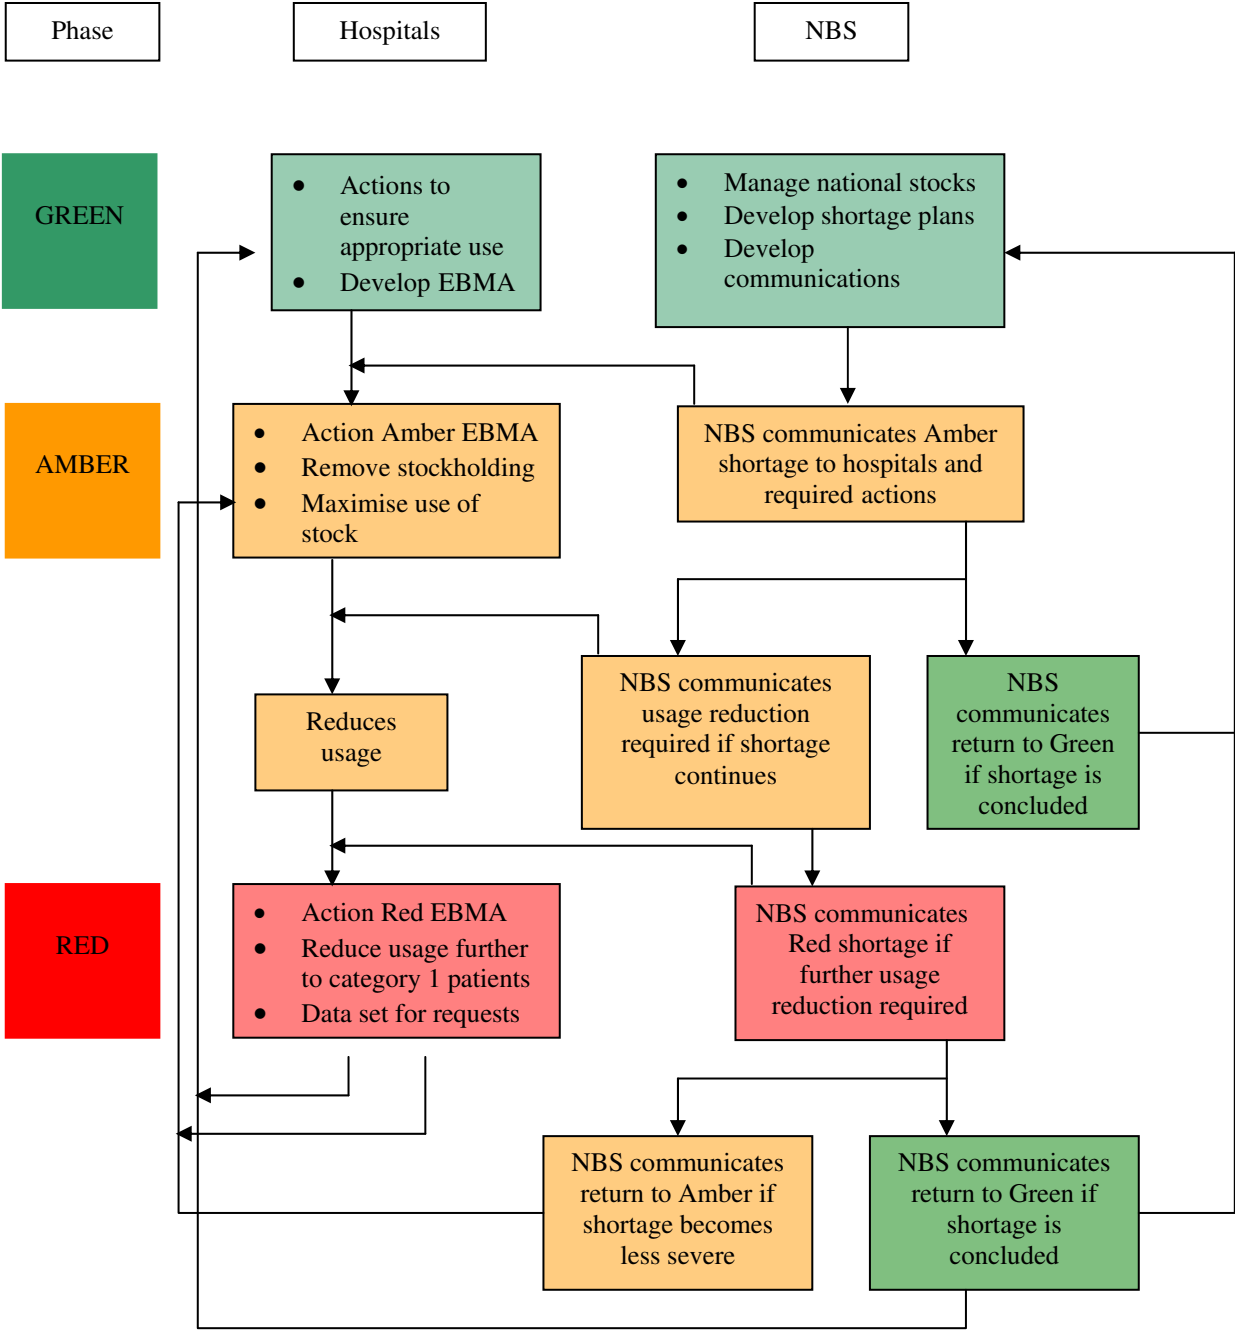 Phase
Hospitals
NBS
GREEN
• Actions to
ensure
appropriate use
• Develop EBMA
• Manage national stocks
• Develop shortage plans
• Develop
communications
AMBER
• Action Amber EBMA
• Remove stockholding
• Maximise use of
stock
NBS communicates Amber
shortage to hospitals and
required actions
Reduces
usage
NBS communicates
usage reduction
required if shortage
continues
NBS
communicates
return to Green
if shortage is
concluded
RED
• Action Red EBMA
• Reduce usage further
to category 1 patients
• Data set for requests
NBS communicates
Red shortage if
further usage
reduction required
NBS communicates
return to Amber if
shortage becomes
less severe
NBS communicates
return to Green if
shortage is
concluded